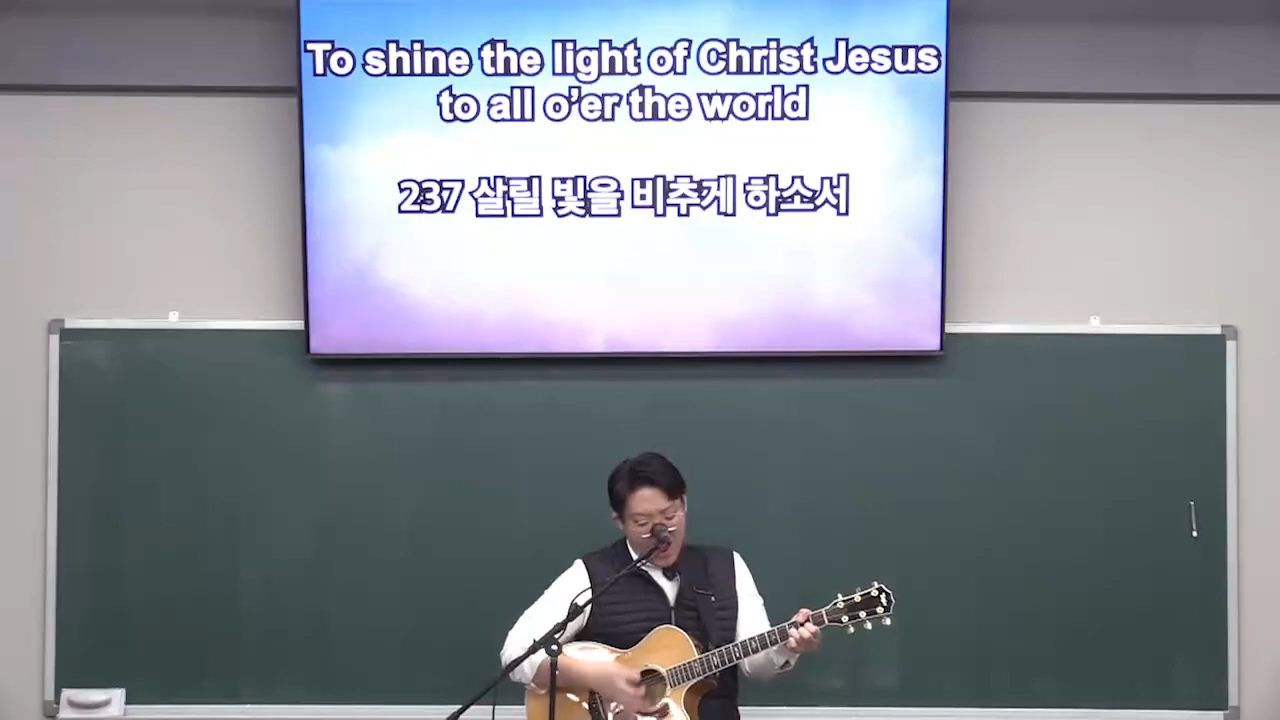 To shine the light of Christ Jesus
to all o'er the world
237 살릴 빛을 비추게 하소서